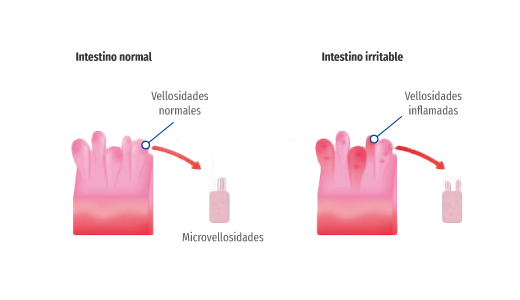 Intestino normal
Vellosidades
normales
Microvellosidades
Intestino irritable
Vellosidades
inflamadas